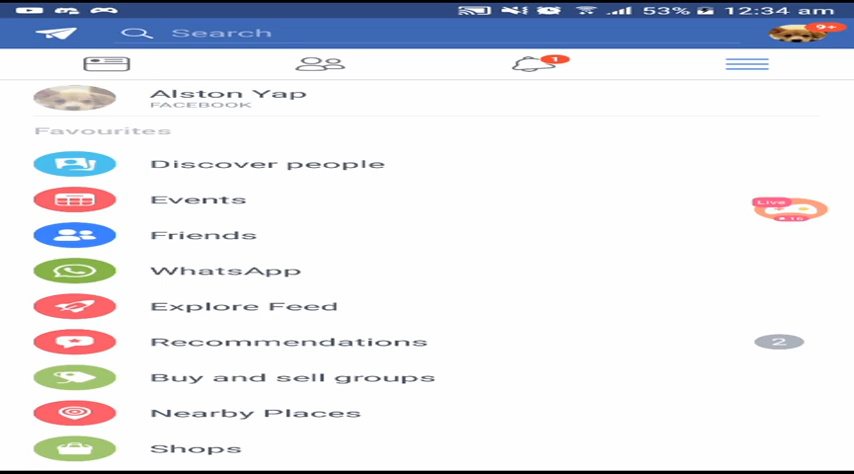 53% 12:34 am
Search
9+
1
Alston Yap
FACEBOOK
Favourites
Discover people
Events
Live
Friends
WhatsApp
Explore Feed
Recommendations
2
Buy and sell groups
Nearby Places
Shops